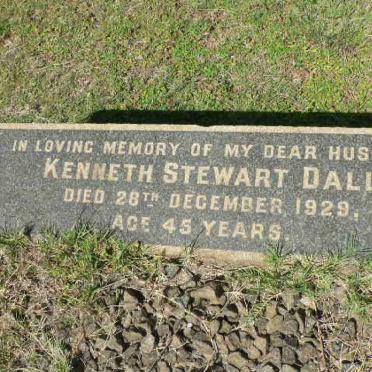 IN LOVING MEMORY OF MY DEAR HUS
KENNETH STEWART DALL
DIED 28TH DECEMBER 1929,
AGE 45 YEARS.